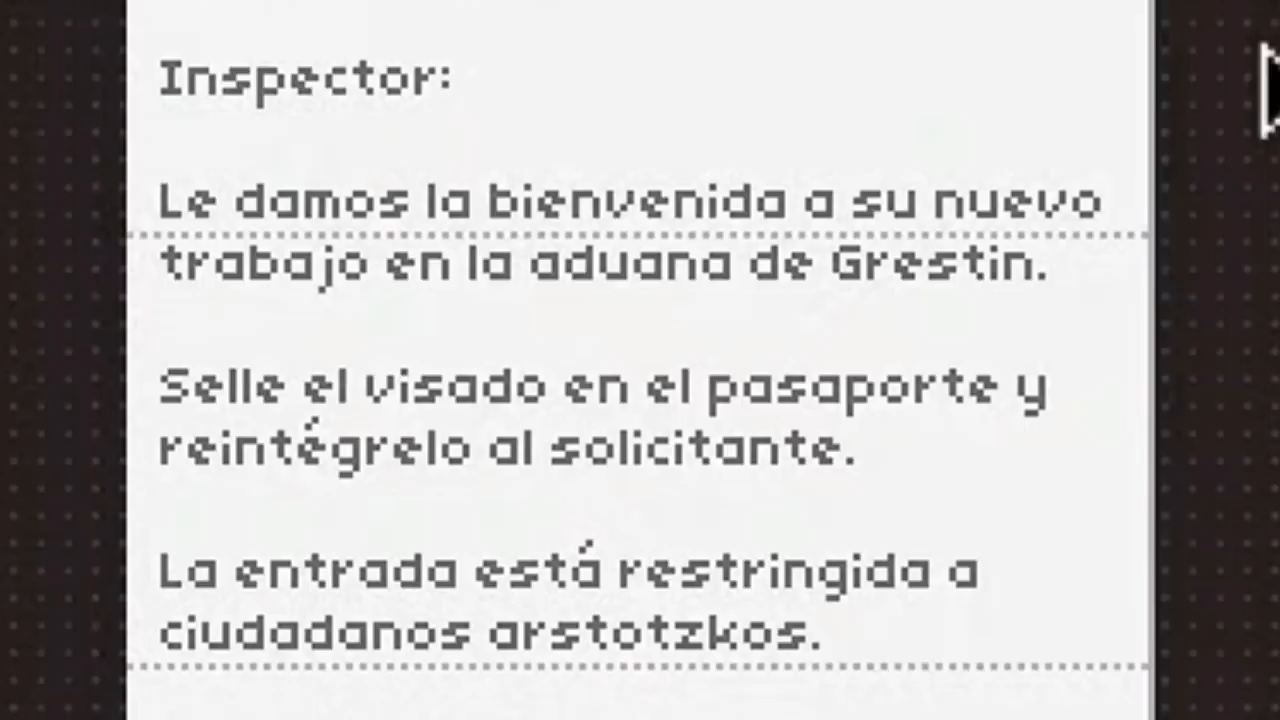 Inspector:
Le damos la bienvenida a su nuevo
trabajo en la aduana de Grestin.
Selle el visado en el pasaporte y
reintégrelo al solicitante.
La entrada está restringida a
ciudadanos arstotzkos.